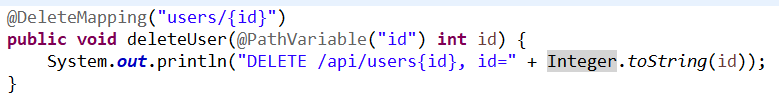 @DeleteMapping("users/{id}")
public void deleteUser(@PathVariable("id") int id) {
    System.out.println("DELETE /api/users{id}, id=" + Integer.toString(id));
}